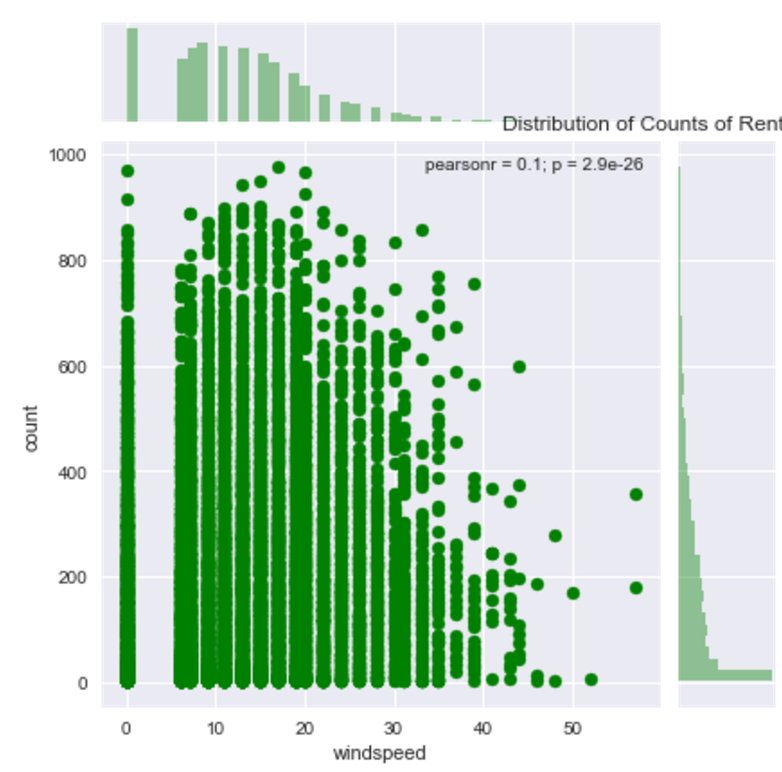 Distribution of Counts of Rent
pearsonr = 0.1; p = 2.9e-26
1000
800
600
400
200
0
count
0 10 20 30 40 50
windspeed